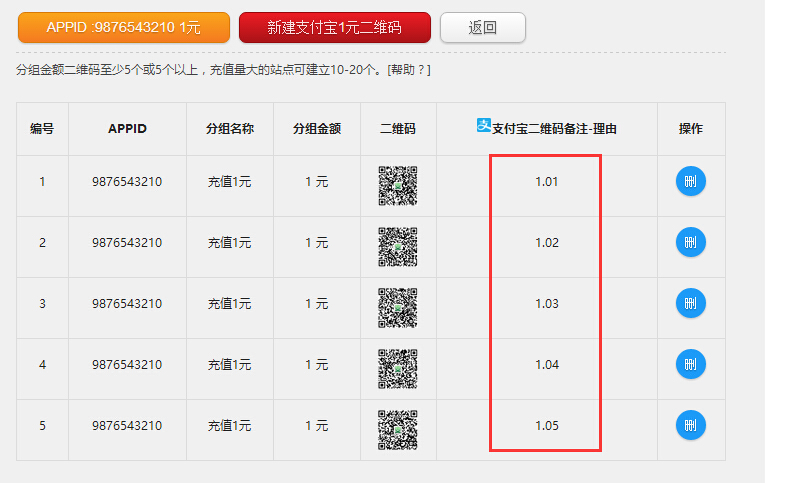 APPID :9876543210 1元 新建支付宝1元二维码 返回
分组金额二维码至少5个或5个以上，充值量大的站点可建立10-20个。[帮助？]
编号 APPID 分组名称 分组金额 二维码 支 支付宝二维码备注-理由 操作
1 9876543210 充值1元 1 元 1.01 删
2 9876543210 充值1元 1 元 1.02 删
3 9876543210 充值1元 1 元 1.03 删
4 9876543210 充值1元 1 元 1.04 删
5 9876543210 充值1元 1 元 1.05 删